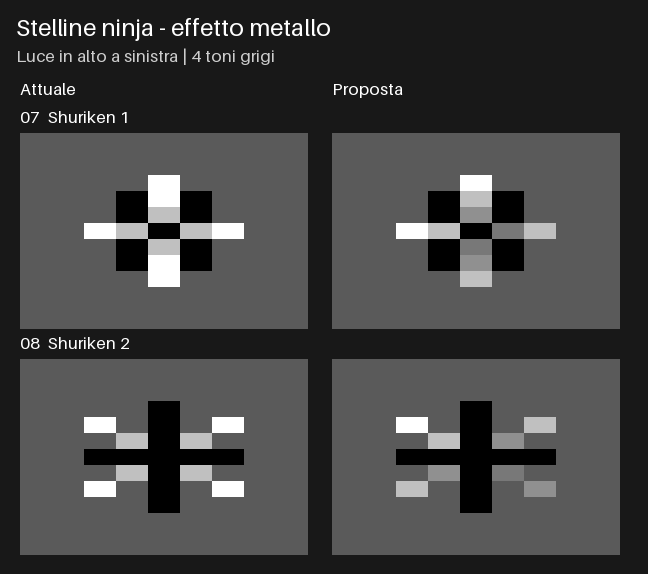 Stelline ninja - effetto metallo
Luce in alto a sinistra | 4 toni grigi
Attuale
Proposta
07 Shuriken 1
08 Shuriken 2